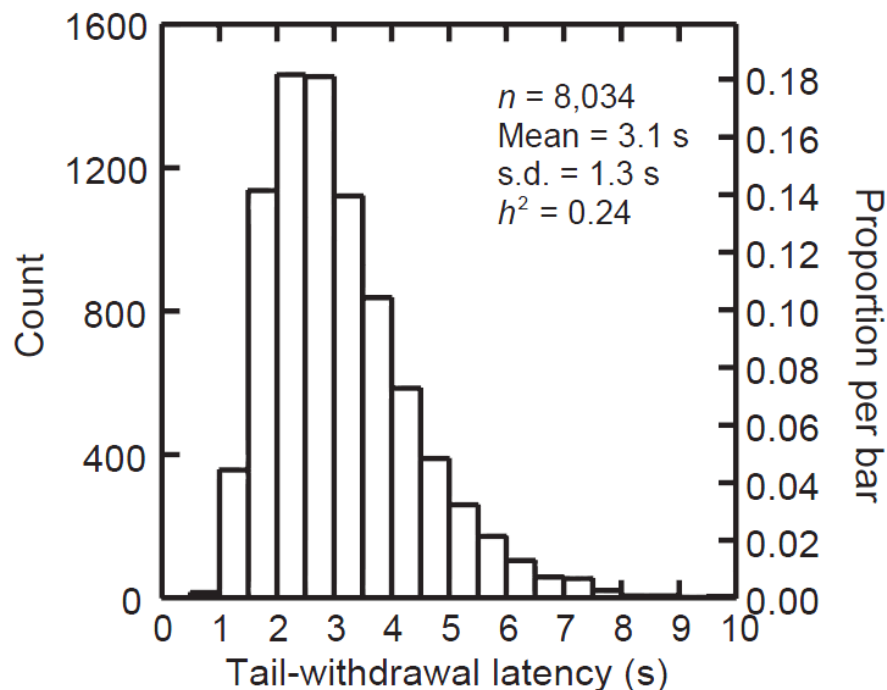 1600
1200
800
400
0
Count
n = 8,034
Mean = 3.1 s
s.d. = 1.3 s
h² = 0.24
0.18
0.16
0.14
0.12
0.10
0.08
0.06
0.04
0.02
0.00
Proportion per bar
0 1 2 3 4 5 6 7 8 9 10
Tail-withdrawal latency (s)